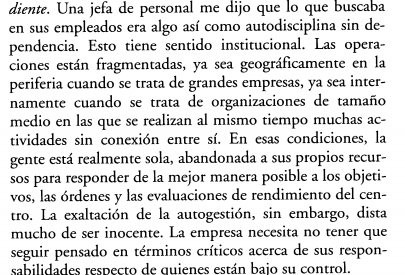 diente. Una jefa de personal me dijo que lo que buscaba
en sus empleados era algo así como autodisciplina sin de-
pendencia. Esto tiene sentido institucional. Las opera-
ciones están fragmentadas, ya sea geográficamente en la
periferia cuando se trata de grandes empresas, ya sea inter-
namente cuando se trata de organizaciones de tamaño
medio en las que se realizan al mismo tiempo muchas ac-
tividades sin conexión entre sí. En esas condiciones, la
gente está realmente sola, abandonada a sus propios recur-
sos para responder de la mejor manera posible a los objeti-
vos, las órdenes y las evaluaciones de rendimiento del cen-
tro. La exaltación de la autogestión, sin embargo, dista
mucho de ser inocente. La empresa necesita no tener que
seguir pensado en términos críticos acerca de sus respon-
sabilidades respecto de quienes están bajo su control.